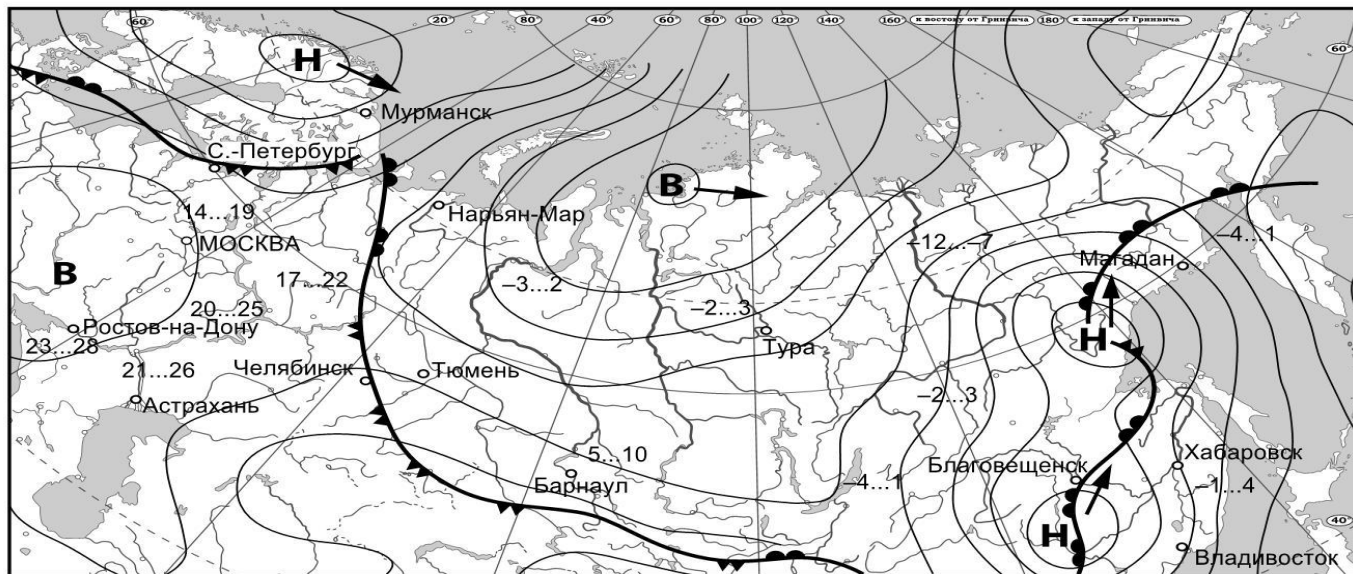 60° 20° 80° 40° 60° 80° 100° 120° 140° 160° к востоку от Гринвича 180° к западу от Гринвича
60°
Н
Мурманск
С.-Петербург
В
Нарьян-Мар
14...19
МОСКВА
–12...–7
–4...1
Магадан
В
17...22
–3...2
20...25
–2...3
Ростов-на-Дону
Тура
Н
23...28
21...26
Челябинск
Тюмень
–2...3
Астрахань
5...10
Хабаровск
Благовещенск
Барнаул
–4...1
–1...4
40°
Н
Владивосток